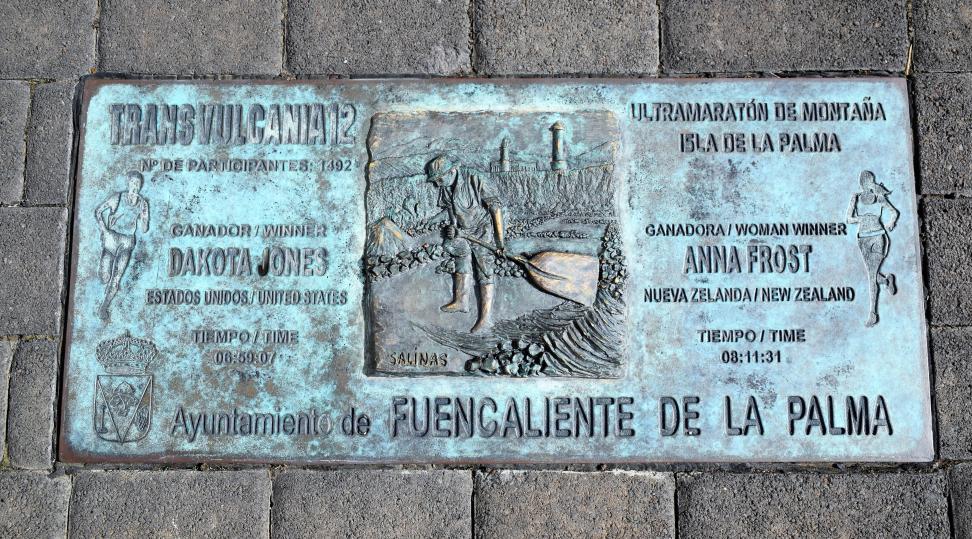 TRANSVULCANIA12
Nº DE PARTICIPANTES: 1492
GANADOR / WINNER
DAKOTA JONES
ESTADOS UNIDOS / UNITED STATES
TIEMPO / TIME
06:59:07
SALINAS
ULTRAMARATÓN DE MONTAÑA
ISLA DE LA PALMA
GANADORA / WOMAN WINNER
ANNA FROST
NUEVA ZELANDA / NEW ZEALAND
TIEMPO / TIME
08:11:31
Ayuntamiento de FUENCALIENTE DE LA PALMA